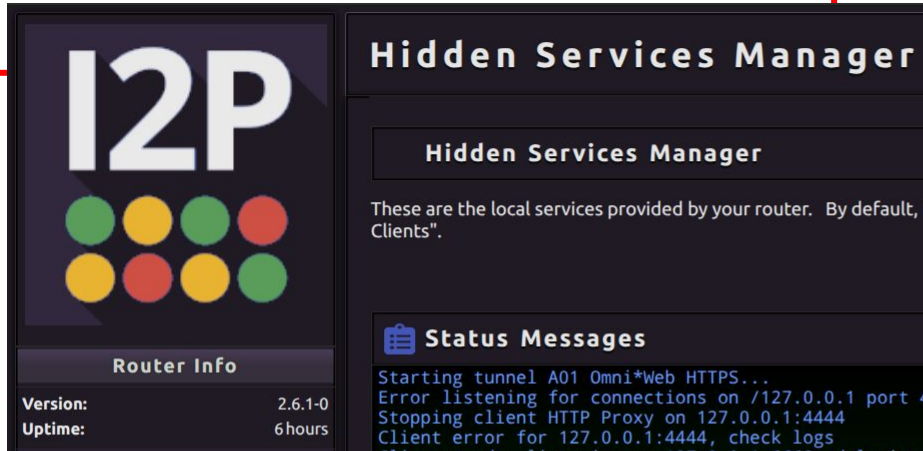 I2P
Router Info
Version: 2.6.1-0
Uptime: 6 hours
Hidden Services Manager
Hidden Services Manager
These are the local services provided by your router. By default,
Clients".
Status Messages
Starting tunnel A01 Omni*Web HTTPS...
Error listening for connections on /127.0.0.1 port 4
Stopping client HTTP Proxy on 127.0.0.1:4444
Client error for 127.0.0.1:4444, check logs